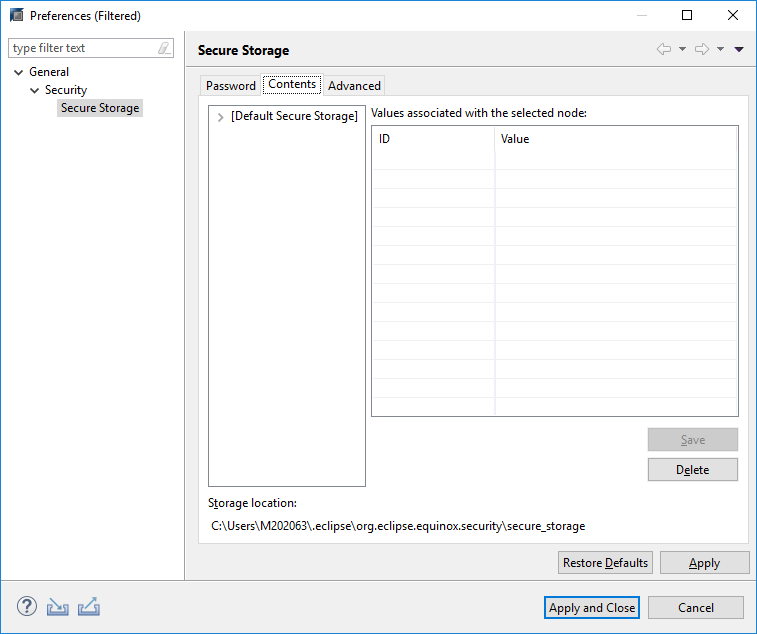 Preferences (Filtered)
type filter text
General
Security
Secure Storage
Secure Storage
Password Contents Advanced
[Default Secure Storage]
Values associated with the selected node:
ID Value
Save
Delete
Storage location:
C:\Users\M202063\.eclipse\org.eclipse.equinox.security\secure_storage
Restore Defaults Apply
? Apply and Close Cancel